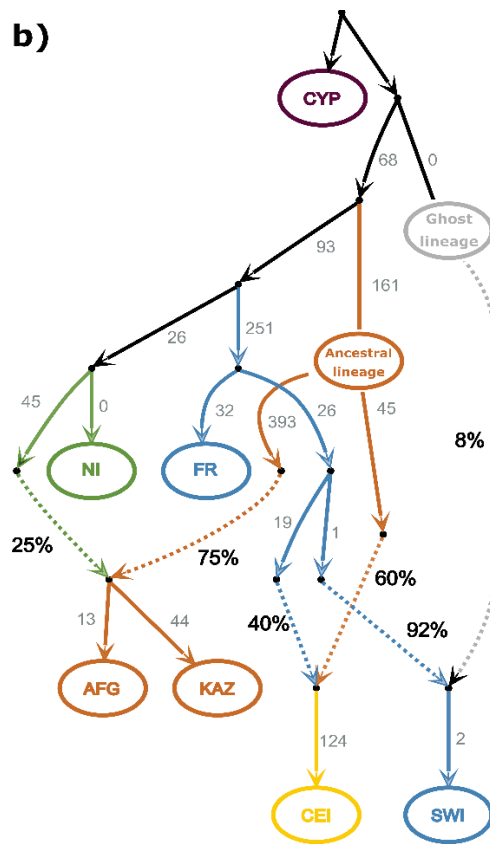 b)
CYP
68
0
Ghost
lineage
93
161
26
251
Ancestral
lineage
45
0
32
393
26
45
8%
NI
FR
19
1
25%
75%
60%
40%
92%
13
44
AFG
KAZ
124
2
CEI
SWI